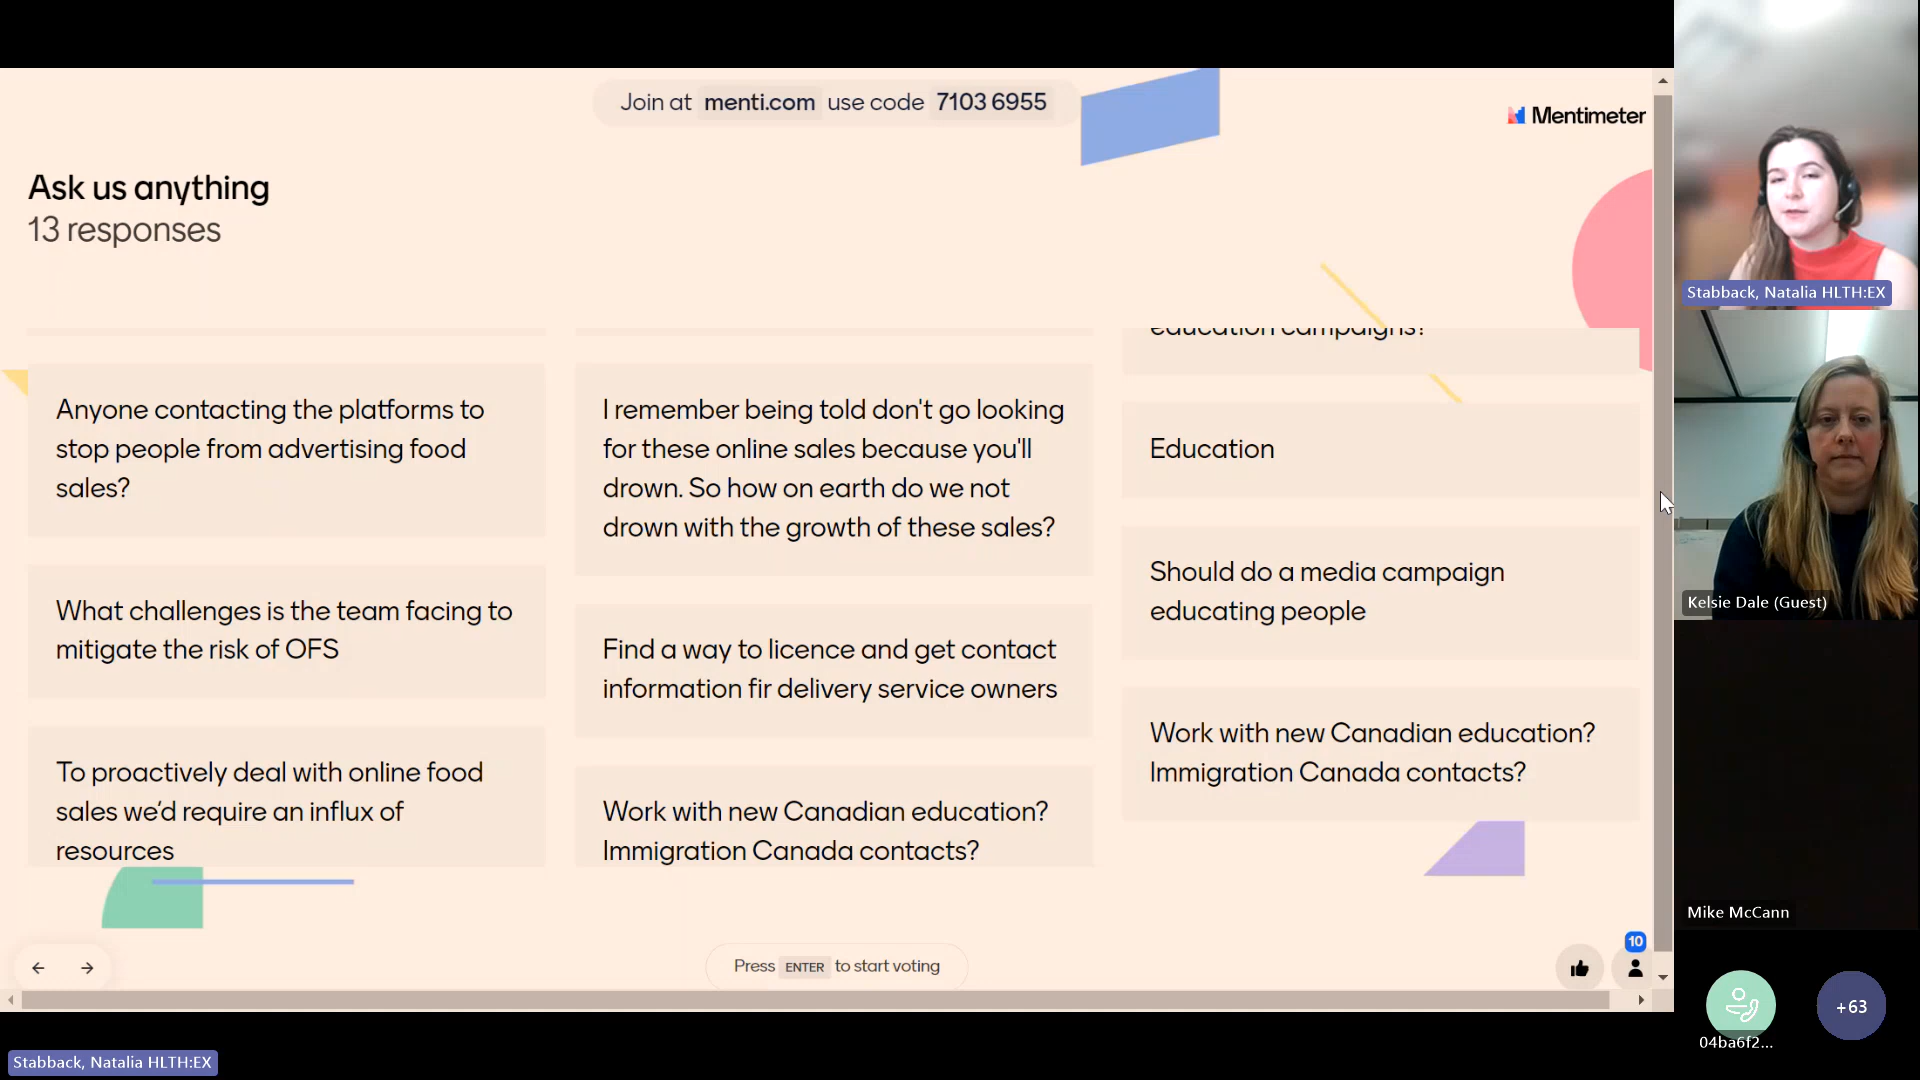 Join at menti.com use code 7103 6955
Mentimeter
Ask us anything
13 responses
Anyone contacting the platforms to
stop people from advertising food
sales?
What challenges is the team facing to
mitigate the risk of OFS
To proactively deal with online food
sales we'd require an influx of
resources
I remember being told don't go looking
for these online sales because you'll
drown. So how on earth do we not
drown with the growth of these sales?
Find a way to licence and get contact
information fir delivery service owners
Work with new Canadian education?
Immigration Canada contacts?
education campaigns?
Education
Should do a media campaign
educating people
Work with new Canadian education?
Immigration Canada contacts?
Press ENTER to start voting
10
Stabback, Natalia HLTH:EX
Kelsie Dale (Guest)
Mike McCann
04ba6f2...
+63
Stabback, Natalia HLTH:EX